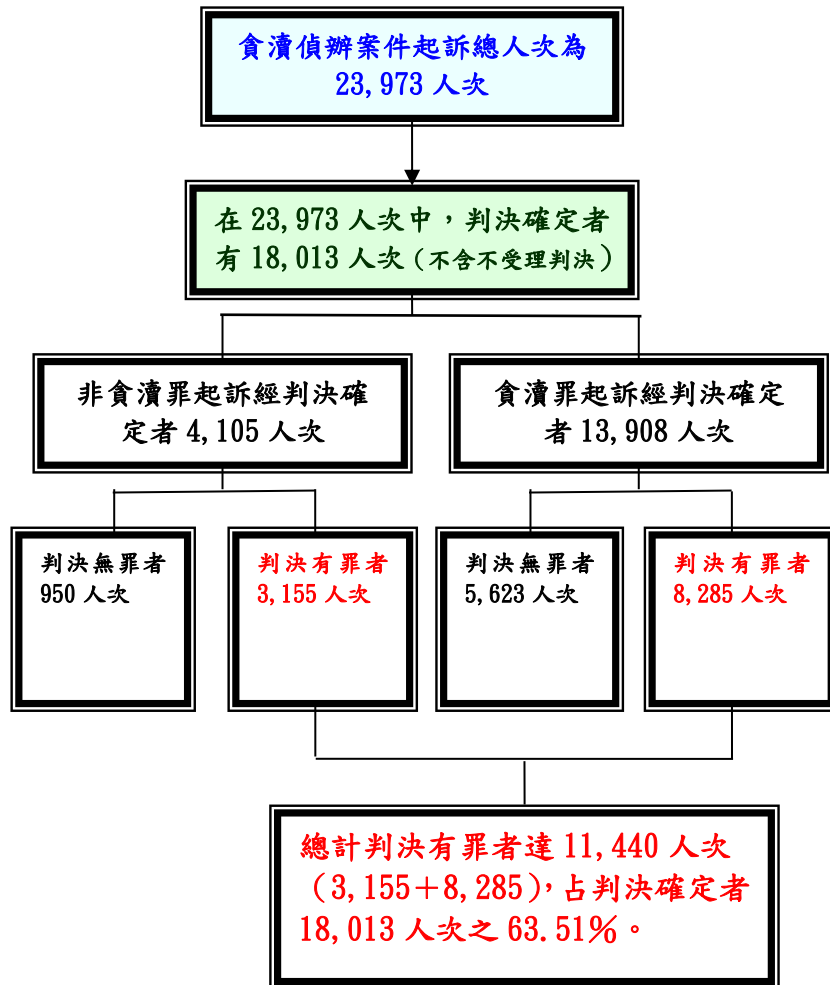 貪瀆偵辦案件起訴總人次為
23,973 人次
在 23,973 人次中，判決確定者
有 18,013 人次（不含不受理判決）
非貪瀆罪起訴經判決確
定者 4,105 人次
貪瀆罪起訴經判決確定
者 13,908 人次
判決無罪者
950 人次
判決有罪者
3,155 人次
判決無罪者
5,623 人次
判決有罪者
8,285 人次
總計判決有罪者達 11,440 人次
（3,155＋8,285），占判決確定者
18,013 人次之 63.51％。